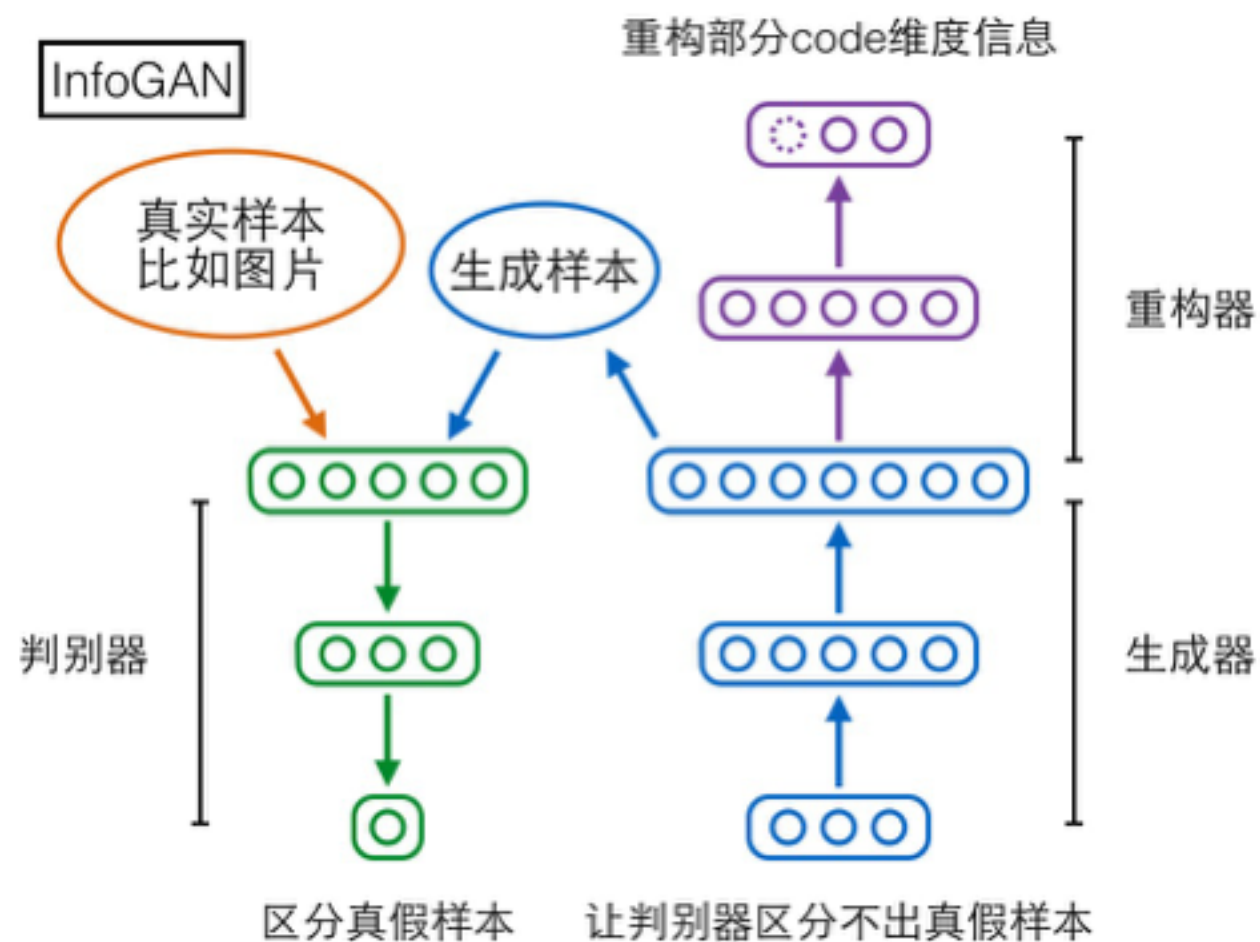 重构部分code维度信息
InfoGAN
真实样本
比如图片
生成样本
重构器
判别器
生成器
区分真假样本
让判别器区分不出真假样本